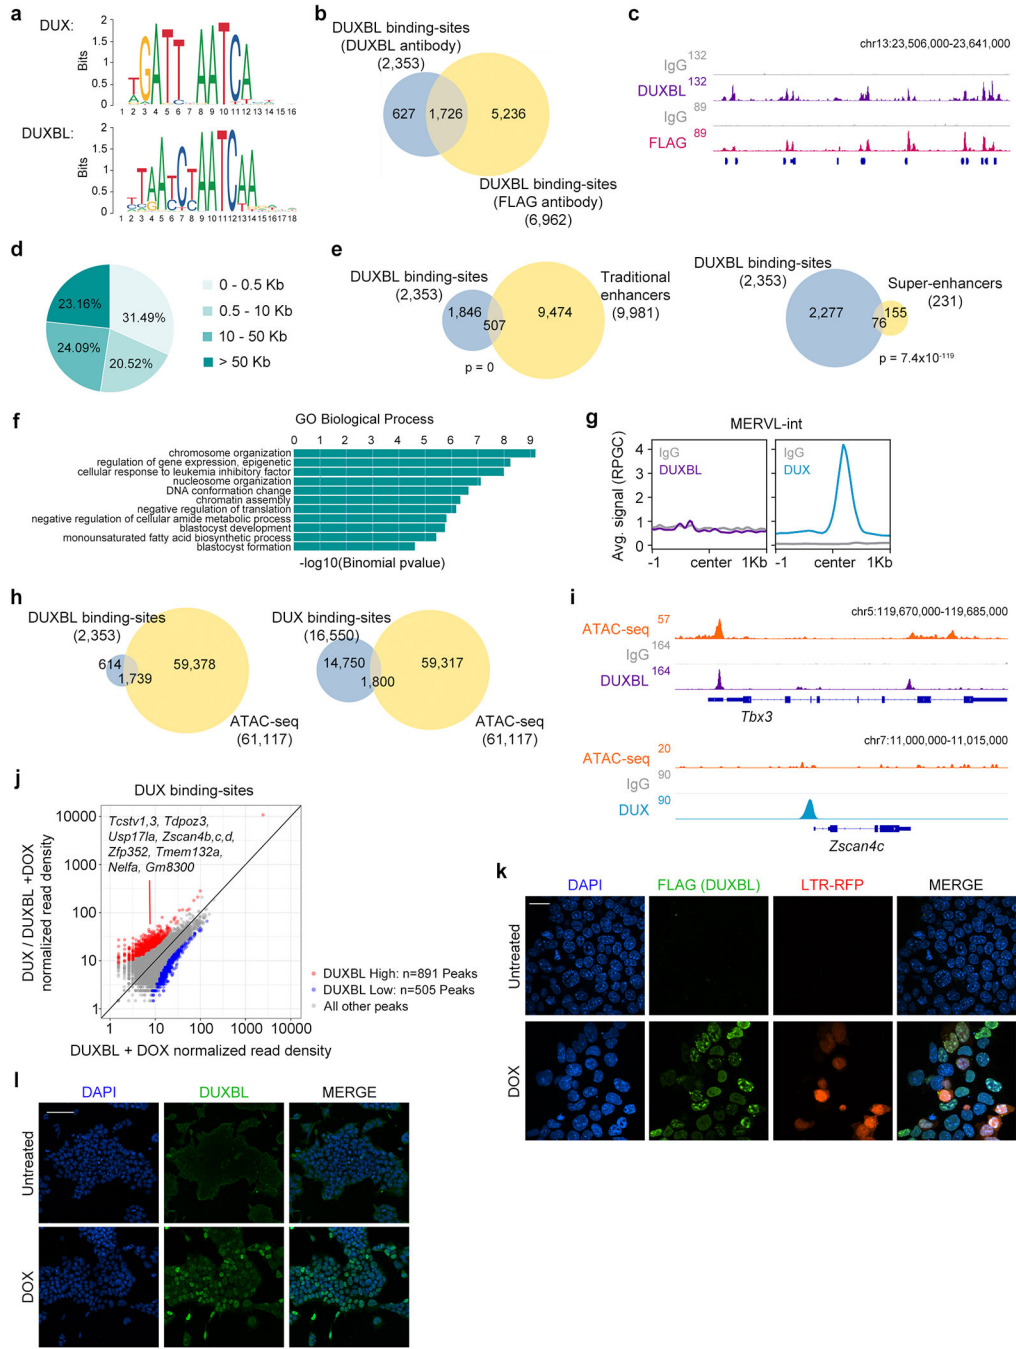 a
DUX:
2
1.5
1
0.5
0
Bits
TGATT AATCA
1 2 3 4 5 6 7 8 9 10 11 12 13 14 15 16
DUXBL:
2
1.5
1
0.5
0
Bits
TTAATCTAATCAA
1 2 3 4 5 6 7 8 9 10 11 12 13 14 15 16 17 18
b
DUXBL binding-sites
(DUXBL antibody)
(2,353)
627
1,726
5,236
DUXBL binding-sites
(FLAG antibody)
(6,962)
c
chr13:23,506,000-23,641,000
132
IgG
132
DUXBL
89
IgG
89
FLAG
d
23.16%
31.49%
24.09%
20.52%
0 - 0.5 Kb
0.5 - 10 Kb
10 - 50 Kb
> 50 Kb
e
DUXBL binding-sites
(2,353)
1,846
507
9,474
Traditional
enhancers
(9,981)
p = 0
DUXBL binding-sites
(2,353)
2,277
76
155
Super-enhancers
(231)
p = 7.4x10-119
f
GO Biological Process
0 1 2 3 4 5 6 7 8 9
chromosome organization
regulation of gene expression, epigenetic
cellular response to leukemia inhibitory factor
nucleosome organization
DNA conformation change
chromatin assembly
negative regulation of translation
negative regulation of cellular amide metabolic process
blastocyst development
monounsaturated fatty acid biosynthetic process
blastocyst formation
-log10(Binomial pvalue)
g
MERVL-int
Avg. signal (RPGC)
4
3
2
1
0
IgG
DUXBL
IgG
DUX
-1 center 1Kb
-1 center 1Kb
h
DUXBL binding-sites
(2,353)
614
1,739
59,378
ATAC-seq
(61,117)
DUX binding-sites
(16,550)
14,750
1,800
59,317
ATAC-seq
(61,117)
i
chr5:119,670,000-119,685,000
57
ATAC-seq
IgG
164
DUXBL
164
Tbx3
chr7:11,000,000-11,015,000
20
ATAC-seq
IgG
90
DUX
90
Zscan4c
j
DUX binding-sites
DUX / DUXBL +DOX
normalized read density
10000
1000
100
10
1
Tcstv1,3, Tdpoz3,
Usp17la, Zscan4b,c,d,
Zfp352, Tmem132a,
Nelfa, Gm8300
DUXBL High: n=891 Peaks
DUXBL Low: n=505 Peaks
All other peaks
1 10 100 1000 10000
DUXBL + DOX normalized read density
k
DAPI
FLAG (DUXBL)
LTR-RFP
MERGE
Untreated
DOX
l
DAPI
DUXBL
MERGE
Untreated
DOX